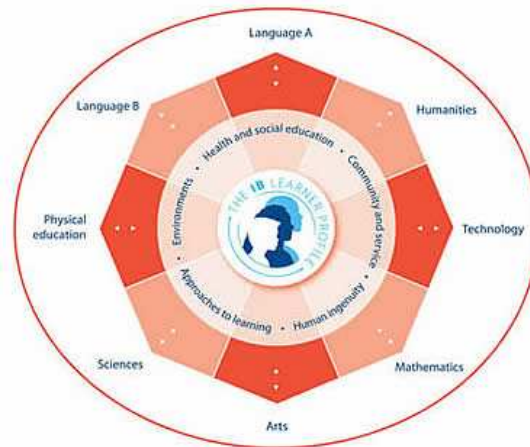 Language A
Language B
Humanities
Health and social education
Environments
Community and service
THE IB LEARNER PROFILE
Physical
education
Technology
Approaches to learning
Human ingenuity
Sciences
Mathematics
Arts